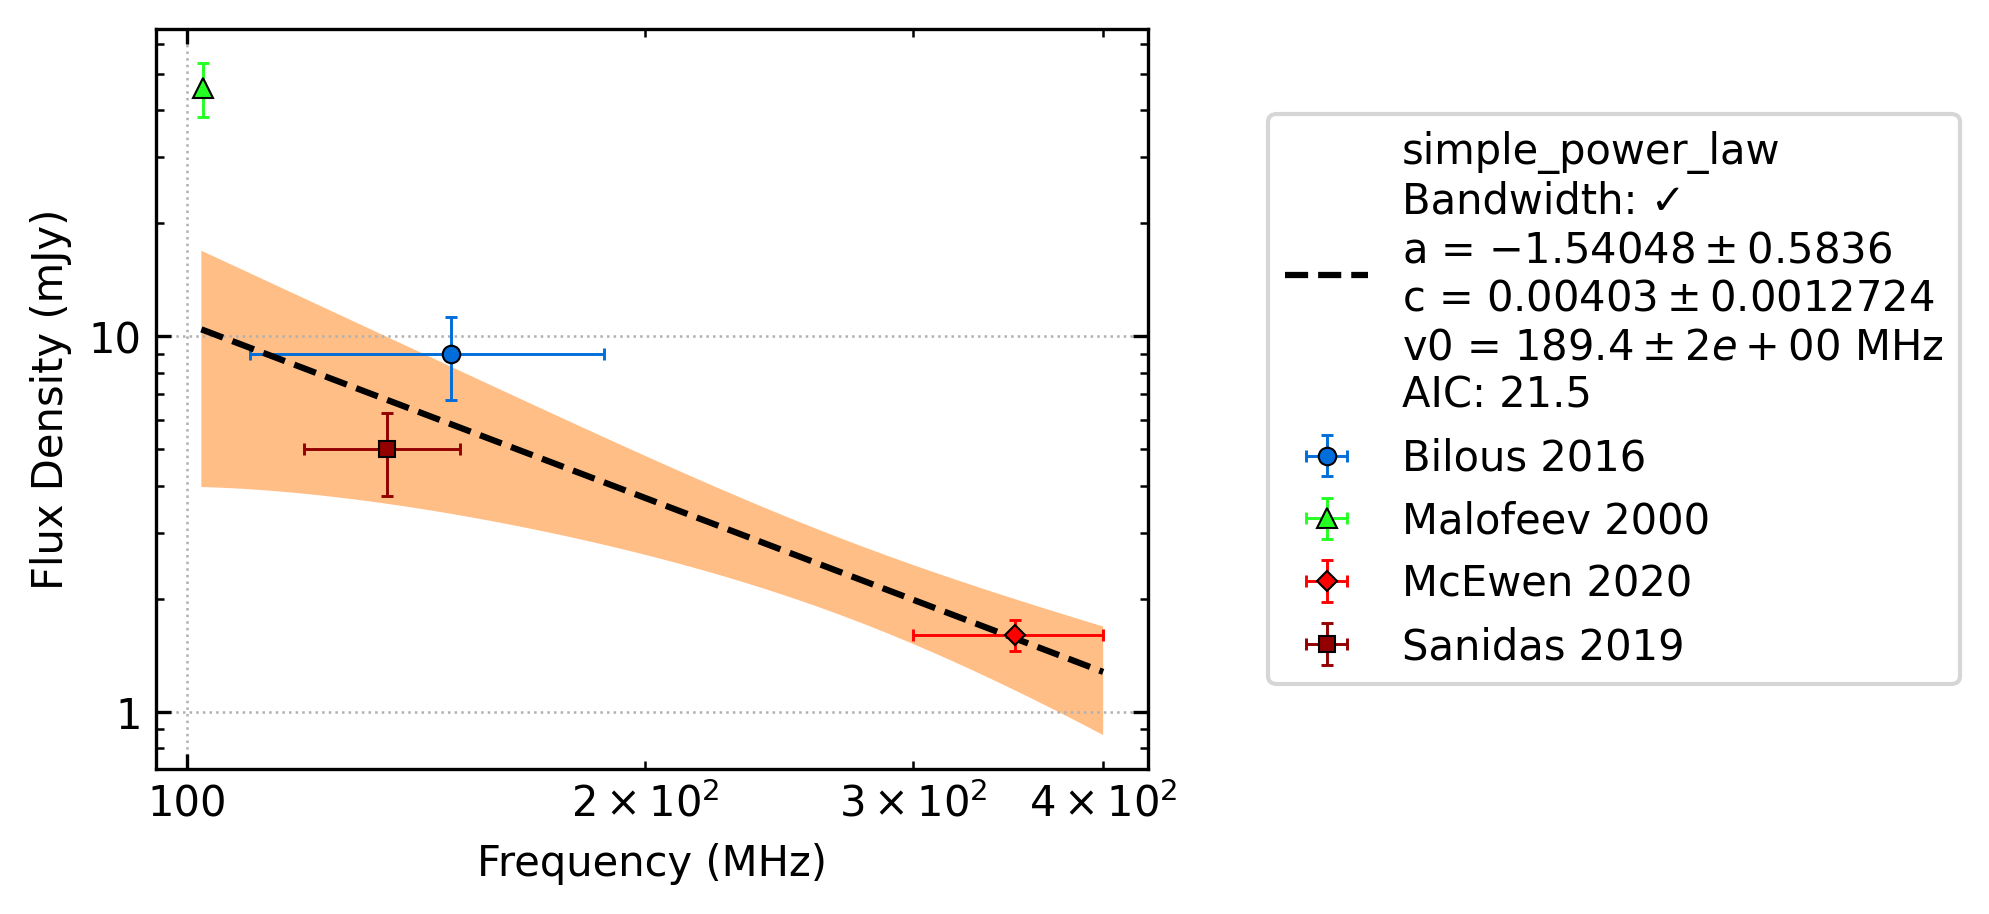 Flux Density (mJy)
10
1
100
2 × 10²
3 × 10²
4 × 10²
Frequency (MHz)
simple_power_law
Bandwidth: ✓
a = −1.54048 ± 0.5836
c = 0.00403 ± 0.0012724
v0 = 189.4 ± 2e + 00 MHz
AIC: 21.5
Bilous 2016
Malofeev 2000
McEwen 2020
Sanidas 2019